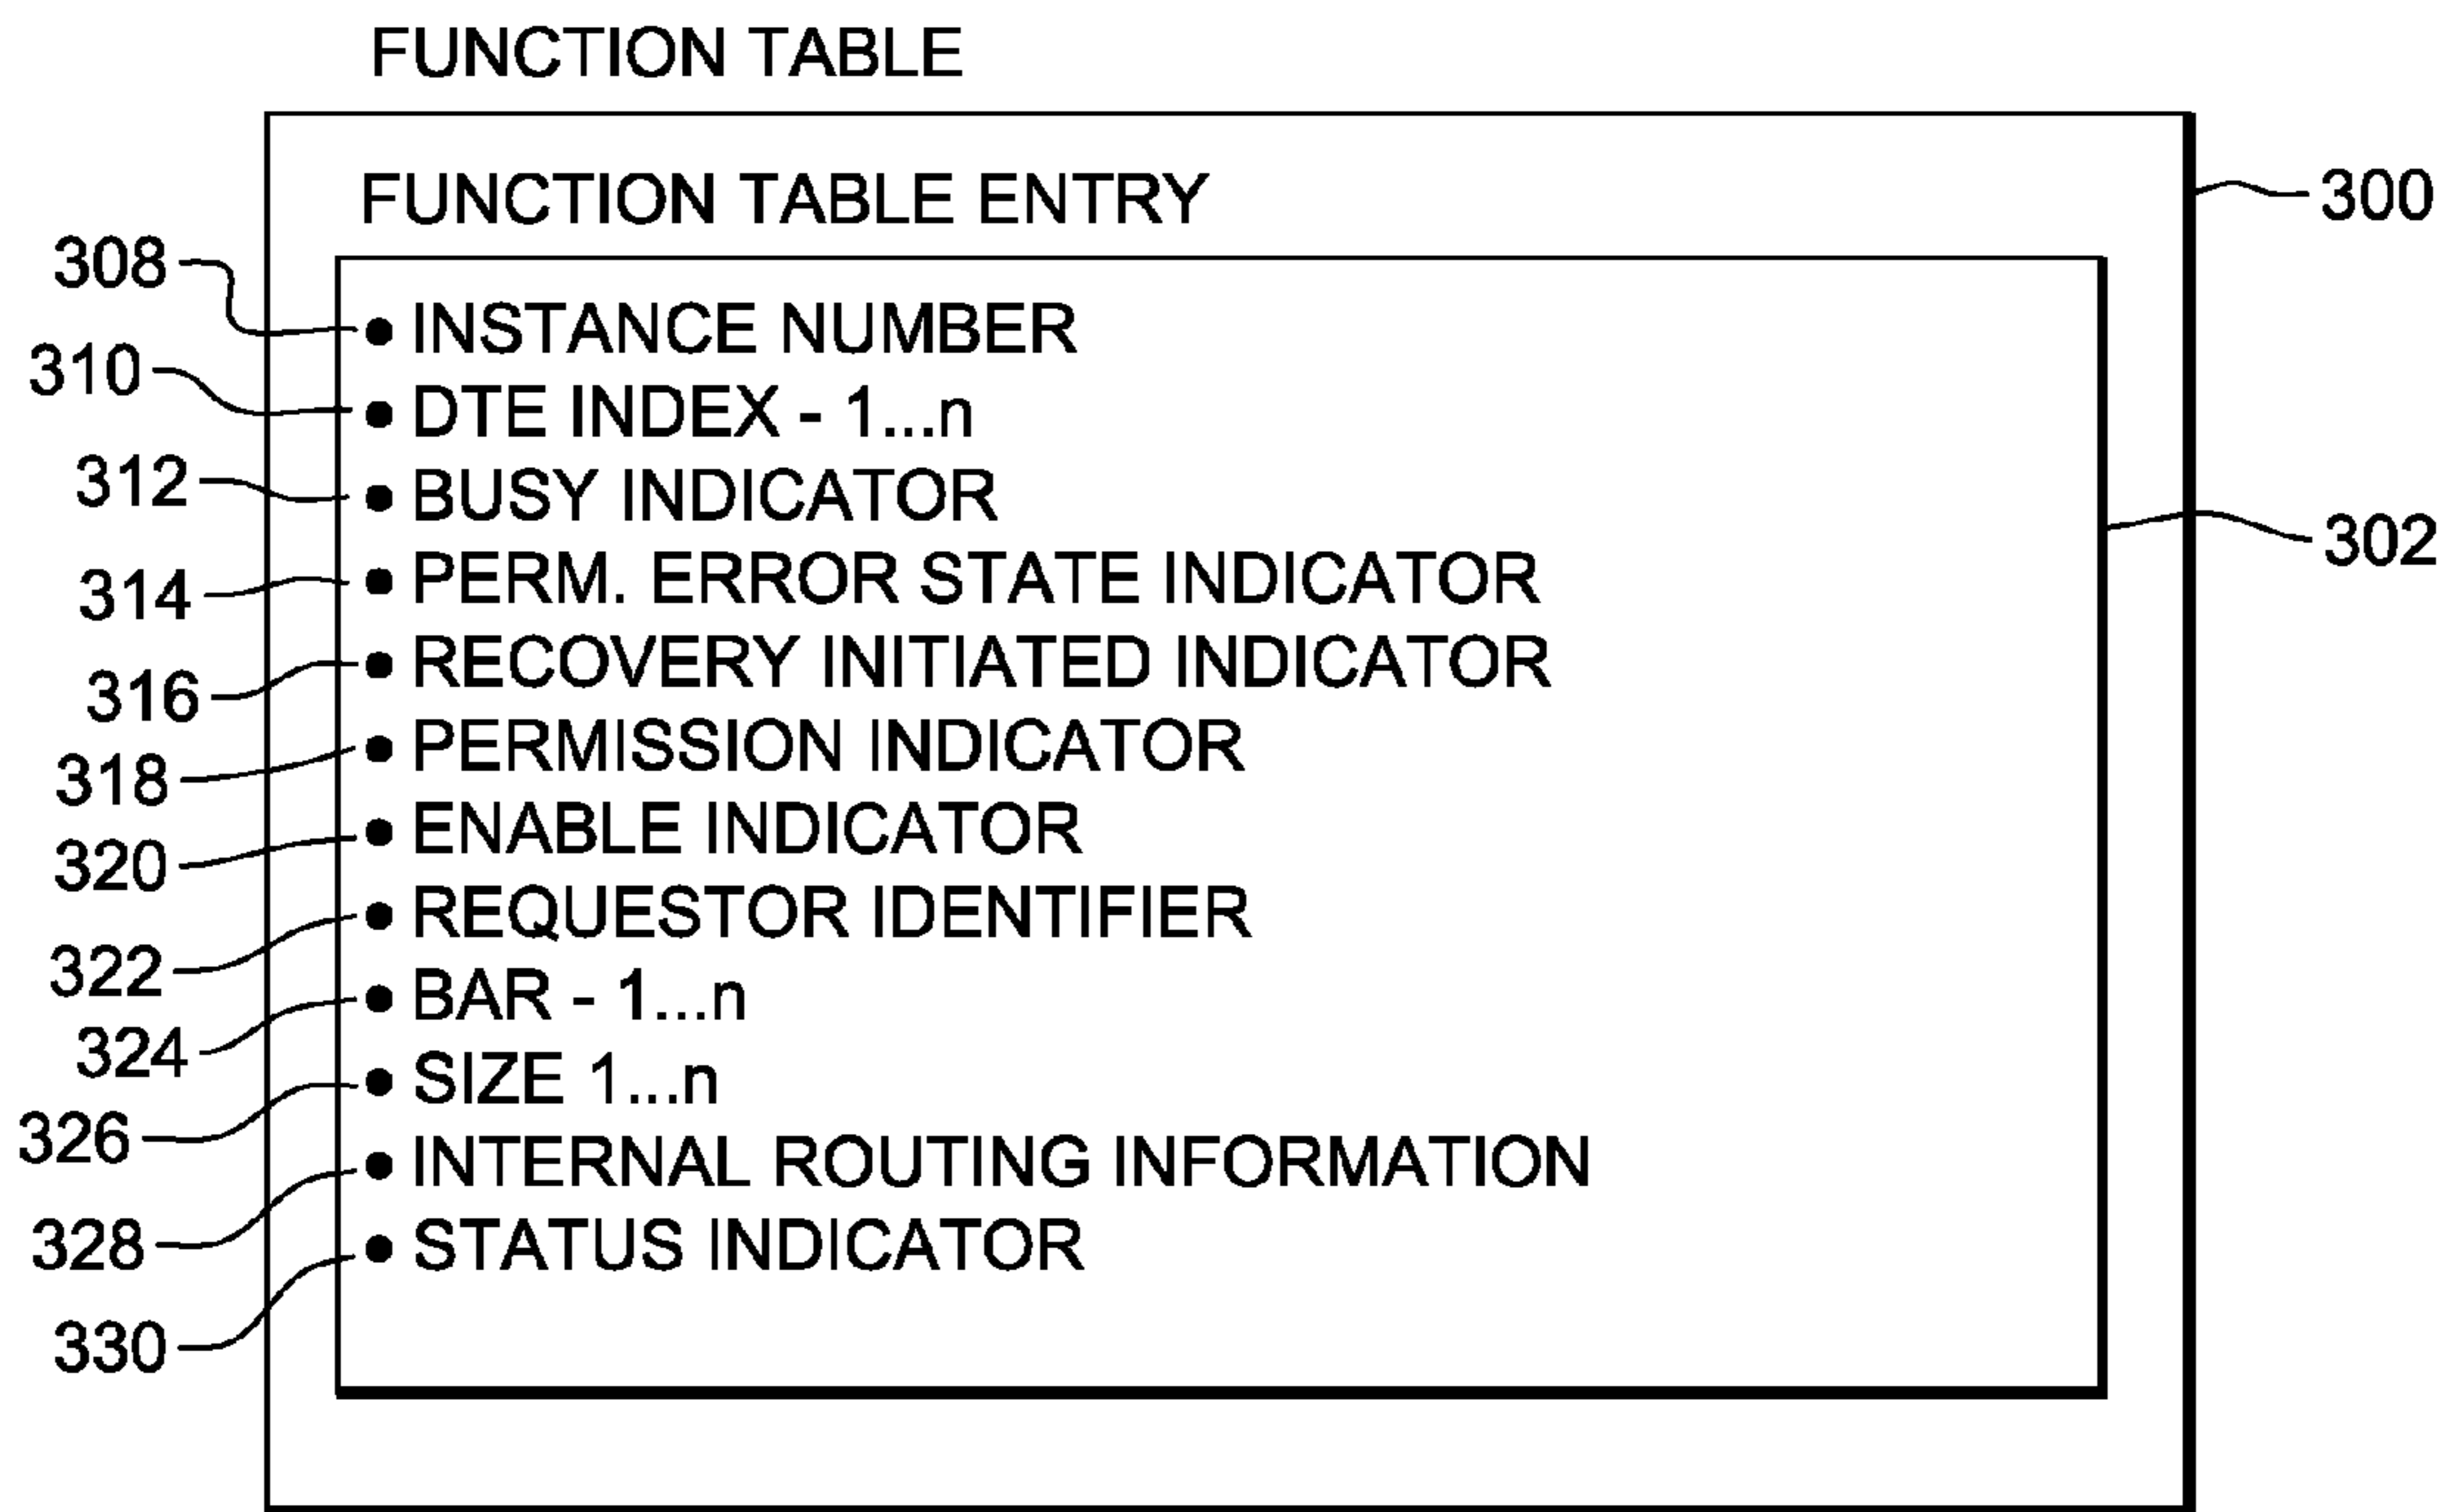 FUNCTION TABLE
FUNCTION TABLE ENTRY
300
308
● INSTANCE NUMBER
310
● DTE INDEX - 1...n
312
● BUSY INDICATOR
302
314
● PERM. ERROR STATE INDICATOR
316
● RECOVERY INITIATED INDICATOR
318
● PERMISSION INDICATOR
320
● ENABLE INDICATOR
322
● REQUESTOR IDENTIFIER
324
● BAR - 1...n
326
● SIZE 1...n
328
● INTERNAL ROUTING INFORMATION
330
● STATUS INDICATOR